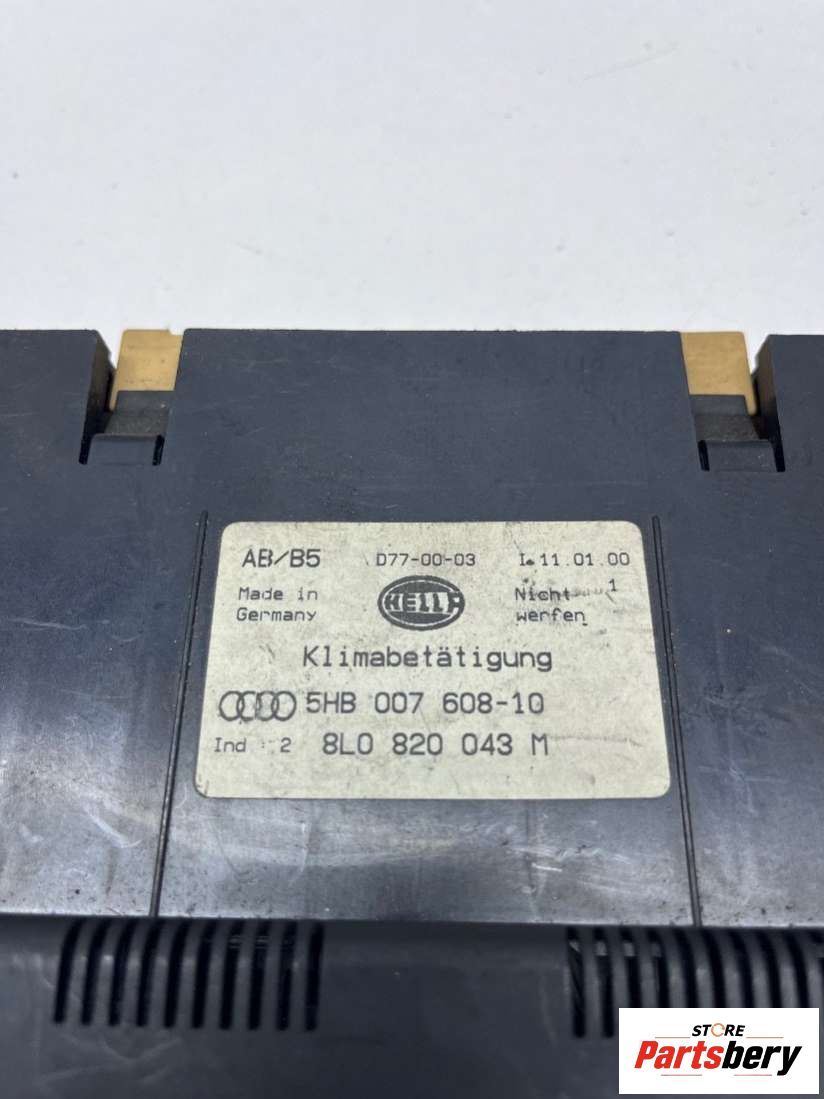 AB/B5 D77-00-03 I. 11.01.00
Made in Germany
HELLA
Nicht 1
werfen
Klimabetätigung
5HB 007 608-10
Ind : 2 8L0 820 043 M
STORE
Partsbery